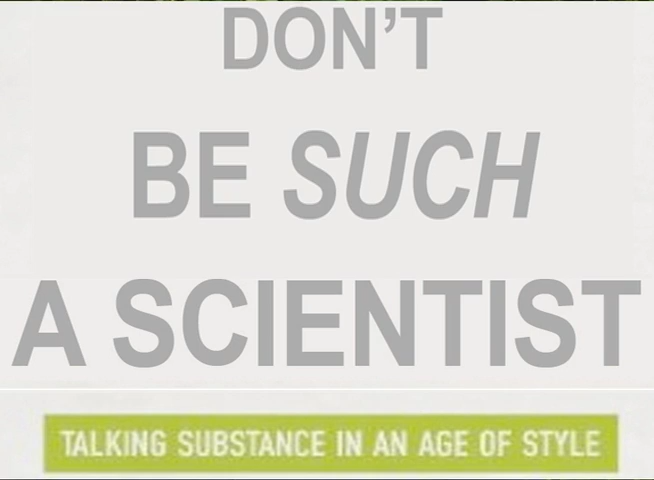 DON'T
BE SUCH
A SCIENTIST
TALKING SUBSTANCE IN AN AGE OF STYLE